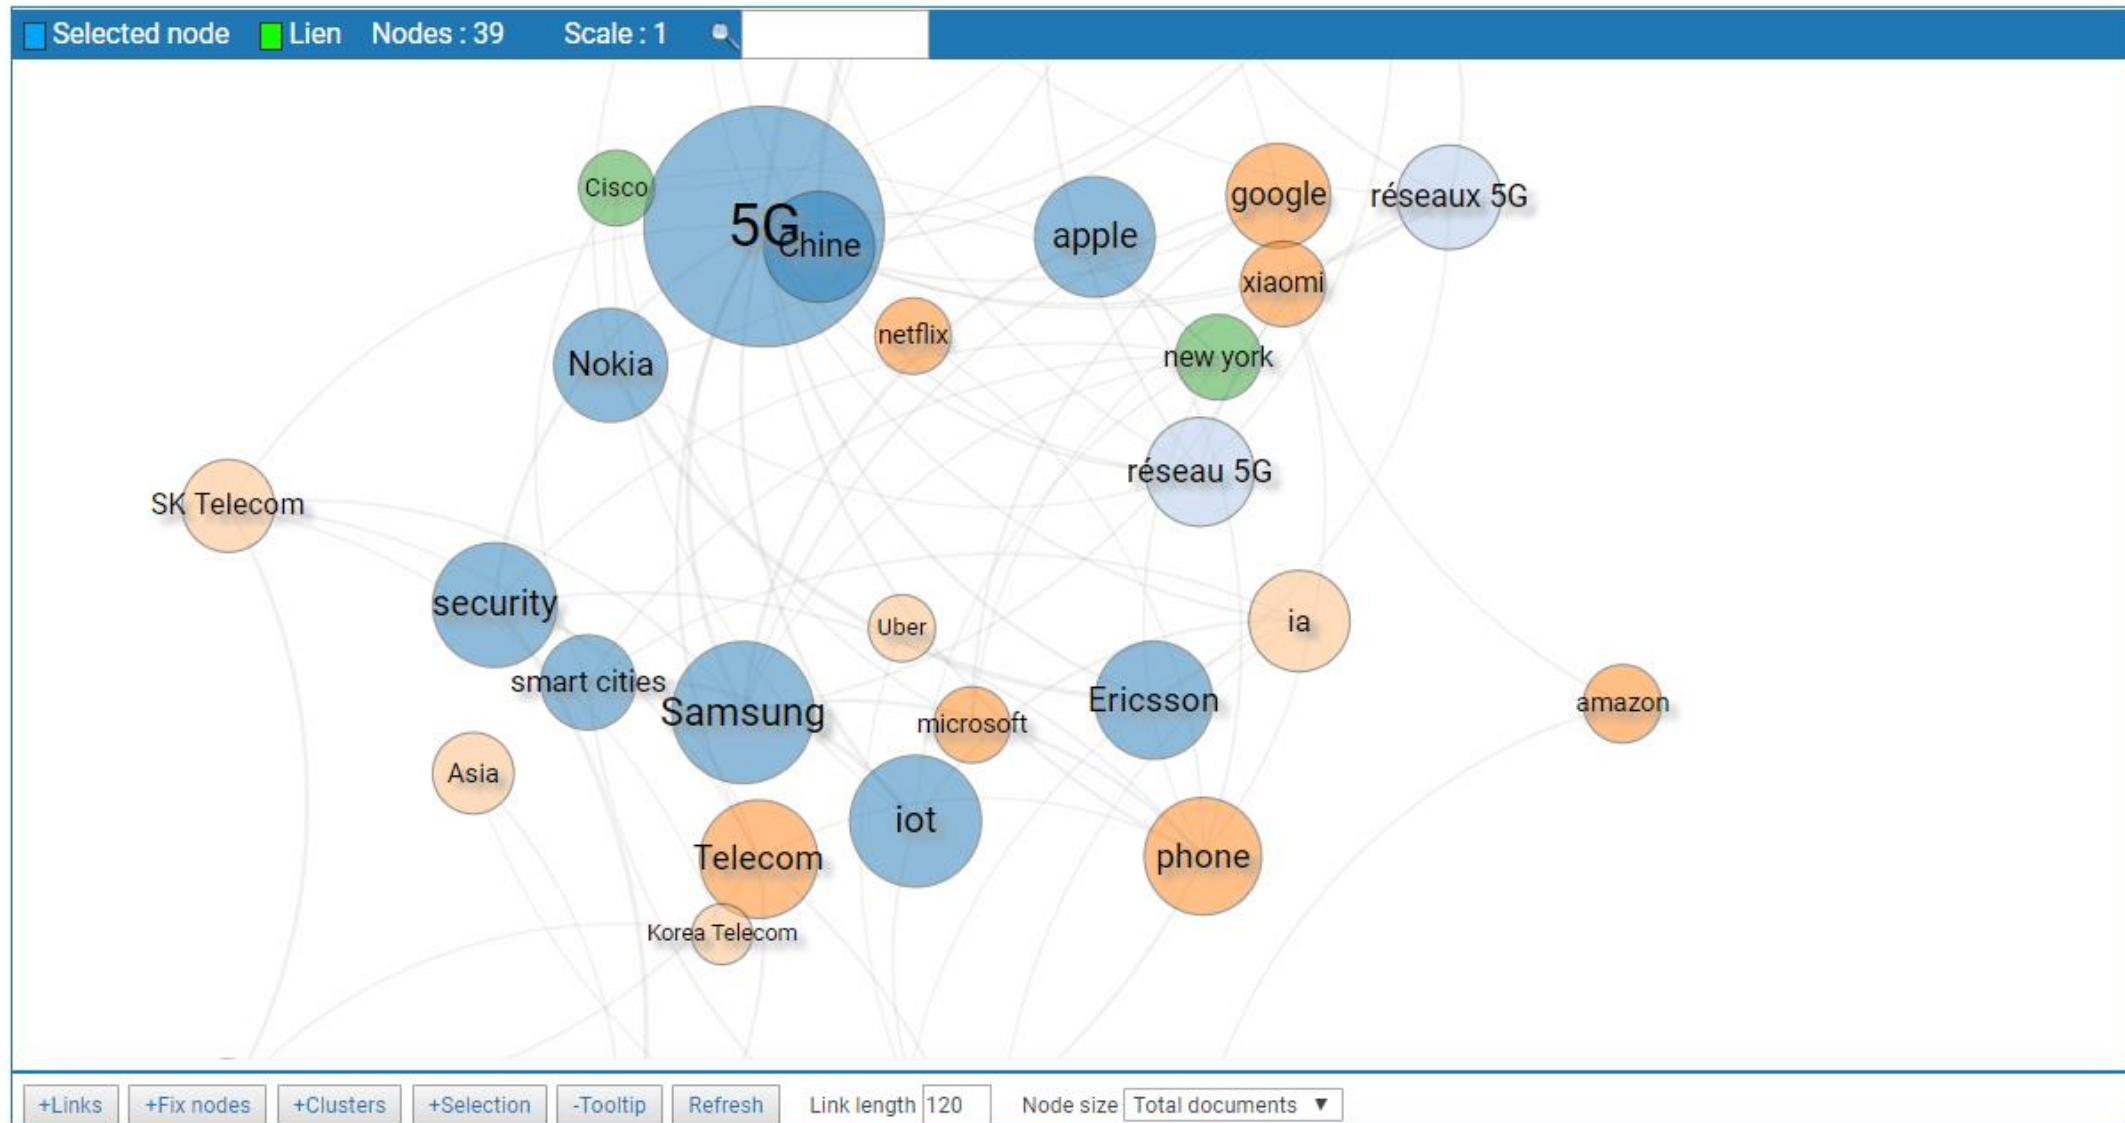 Selected node Lien Nodes : 39 Scale : 1
Cisco
5G
Chine
apple
google
réseaux 5G
xiaomi
netflix
new york
Nokia
réseau 5G
SK Telecom
security
Uber
ia
smart cities
Samsung
microsoft
Ericsson
amazon
Asia
iot
Telecom
phone
Korea Telecom
+Links +Fix nodes +Clusters +Selection -Tooltip Refresh Link length 120 Node size Total documents